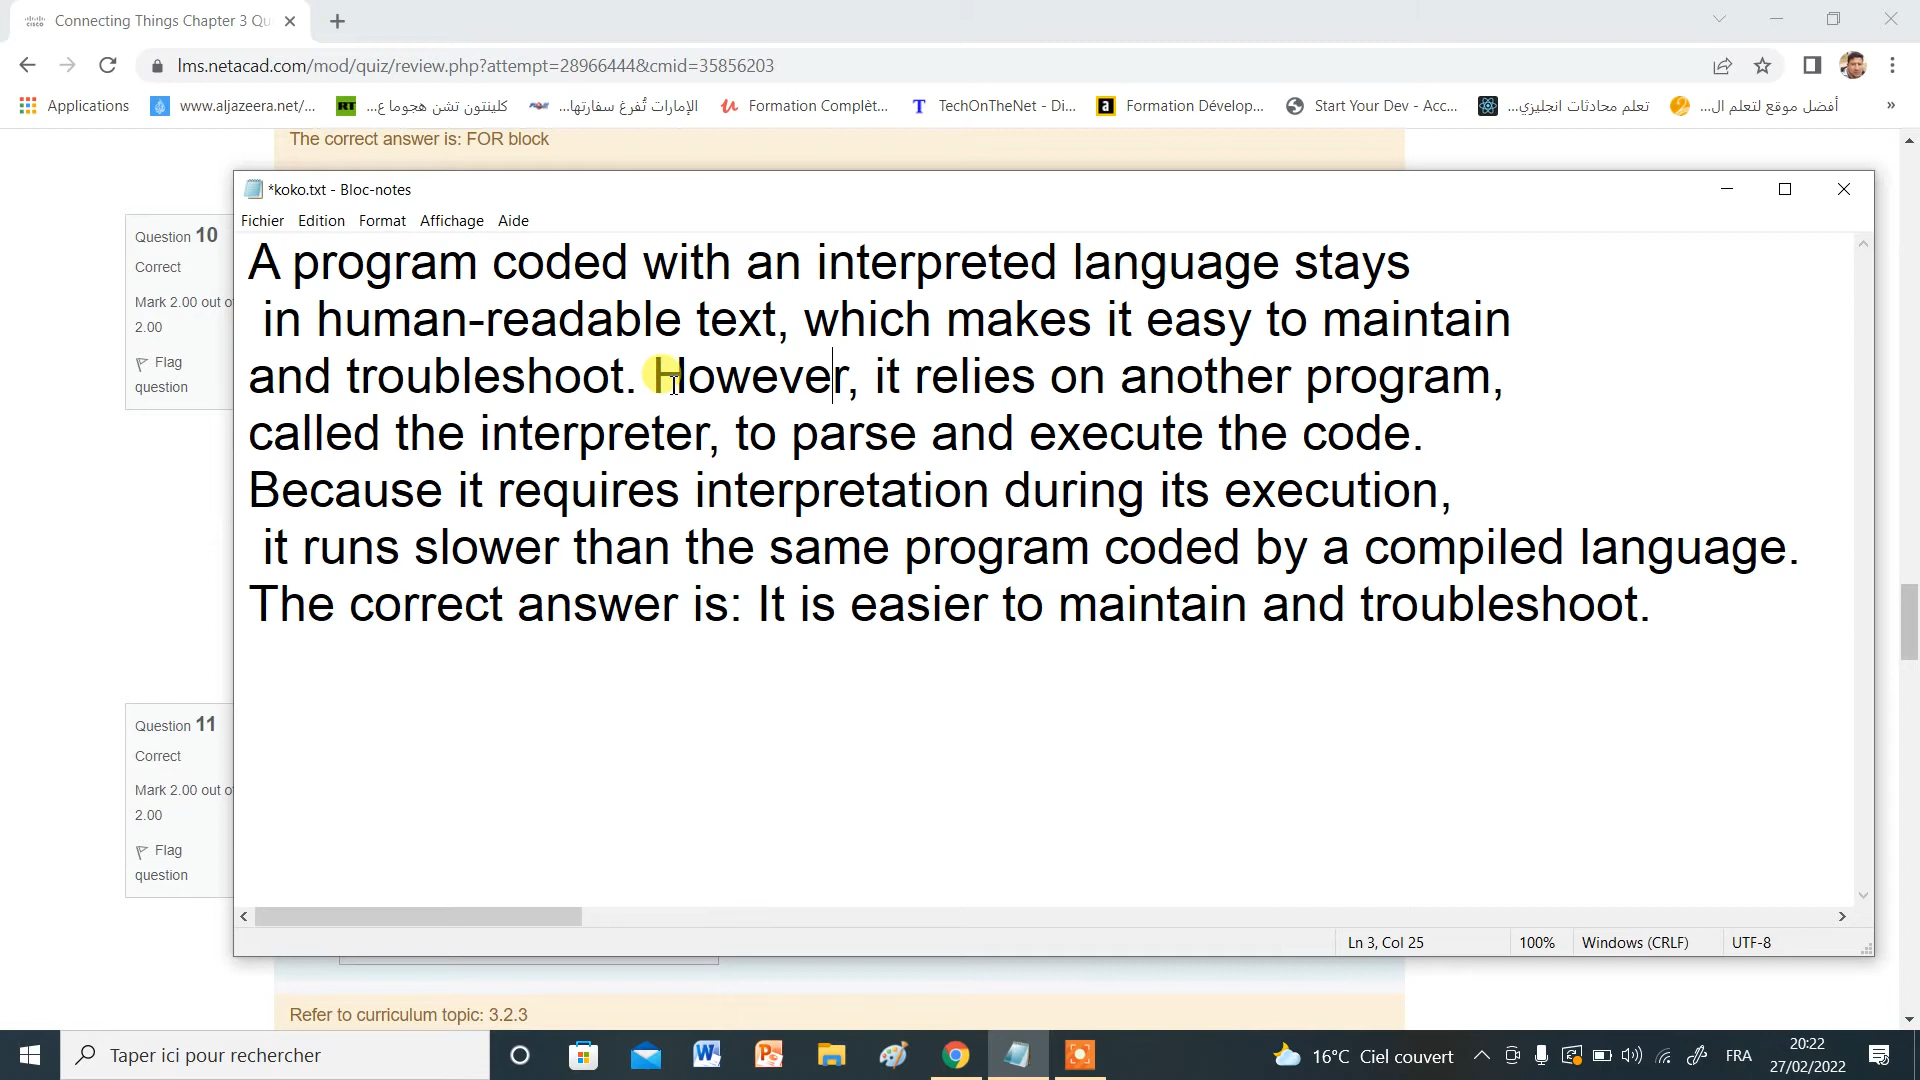 Connecting Things Chapter 3 Qu
lms.netacad.com/mod/quiz/review.php?attempt=28966444&cmid=35856203
Applications
www.aljazeera.net/...
كلينتون تشن هجوما ع...
الإمارات تُفرغ سفارتها...
Formation Complèt...
TechOnTheNet - Di...
Formation Dévelop...
Start Your Dev - Acc...
تعلم محادثات انجليزي...
أفضل موقع لتعلم ال...
The correct answer is: FOR block
*koko.txt - Bloc-notes
Fichier Edition Format Affichage Aide
A program coded with an interpreted language stays
in human-readable text, which makes it easy to maintain
and troubleshoot. However, it relies on another program,
called the interpreter, to parse and execute the code.
Because it requires interpretation during its execution,
it runs slower than the same program coded by a compiled language.
The correct answer is: It is easier to maintain and troubleshoot.
Question 10
Correct
Mark 2.00 out o
2.00
Flag
question
Question 11
Correct
Mark 2.00 out o
2.00
Flag
question
Ln 3, Col 25
100%
Windows (CRLF)
UTF-8
Refer to curriculum topic: 3.2.3
Taper ici pour rechercher
16°C Ciel couvert
FRA
20:22
27/02/2022